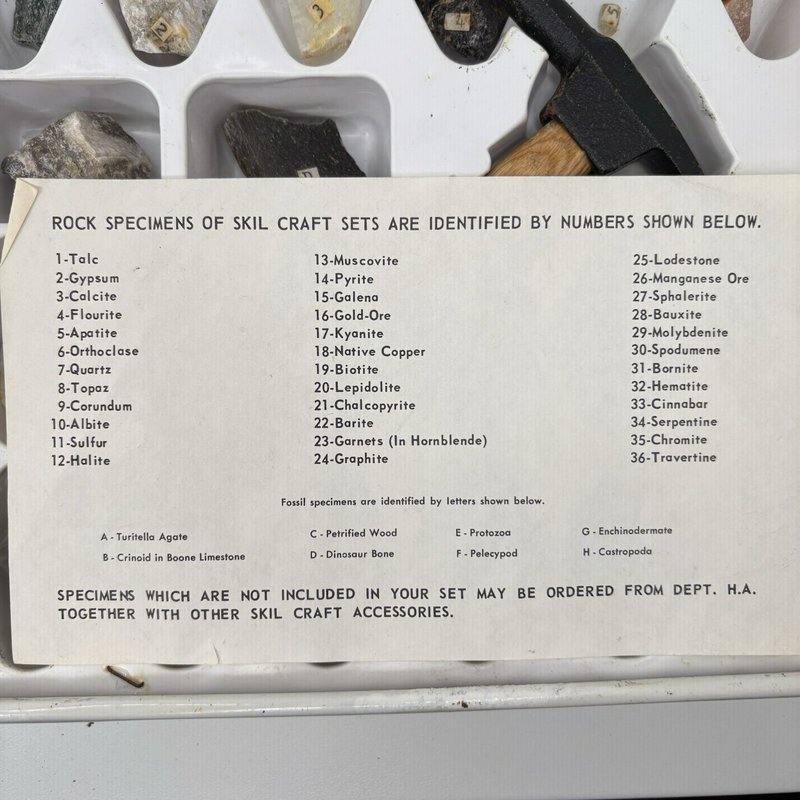 2
3
4
5
D
ROCK SPECIMENS OF SKIL CRAFT SETS ARE IDENTIFIED BY NUMBERS SHOWN BELOW.
1-Talc
2-Gypsum
3-Calcite
4-Flourite
5-Apatite
6-Orthoclase
7-Quartz
8-Topaz
9-Corundum
10-Albite
11-Sulfur
12-Halite
13-Muscovite
14-Pyrite
15-Galena
16-Gold-Ore
17-Kyanite
18-Native Copper
19-Biotite
20-Lepidolite
21-Chalcopyrite
22-Barite
23-Garnets (In Hornblende)
24-Graphite
25-Lodestone
26-Manganese Ore
27-Sphalerite
28-Bauxite
29-Molybdenite
30-Spodumene
31-Bornite
32-Hematite
33-Cinnabar
34-Serpentine
35-Chromite
36-Travertine
Fossil specimens are identified by letters shown below.
A - Turitella Agate
B - Crinoid in Boone Limestone
C - Petrified Wood
D - Dinosaur Bone
E - Protozoa
F - Pelecypod
G - Enchinodermate
H - Castropoda
SPECIMENS WHICH ARE NOT INCLUDED IN YOUR SET MAY BE ORDERED FROM DEPT. H.A.
TOGETHER WITH OTHER SKIL CRAFT ACCESSORIES.